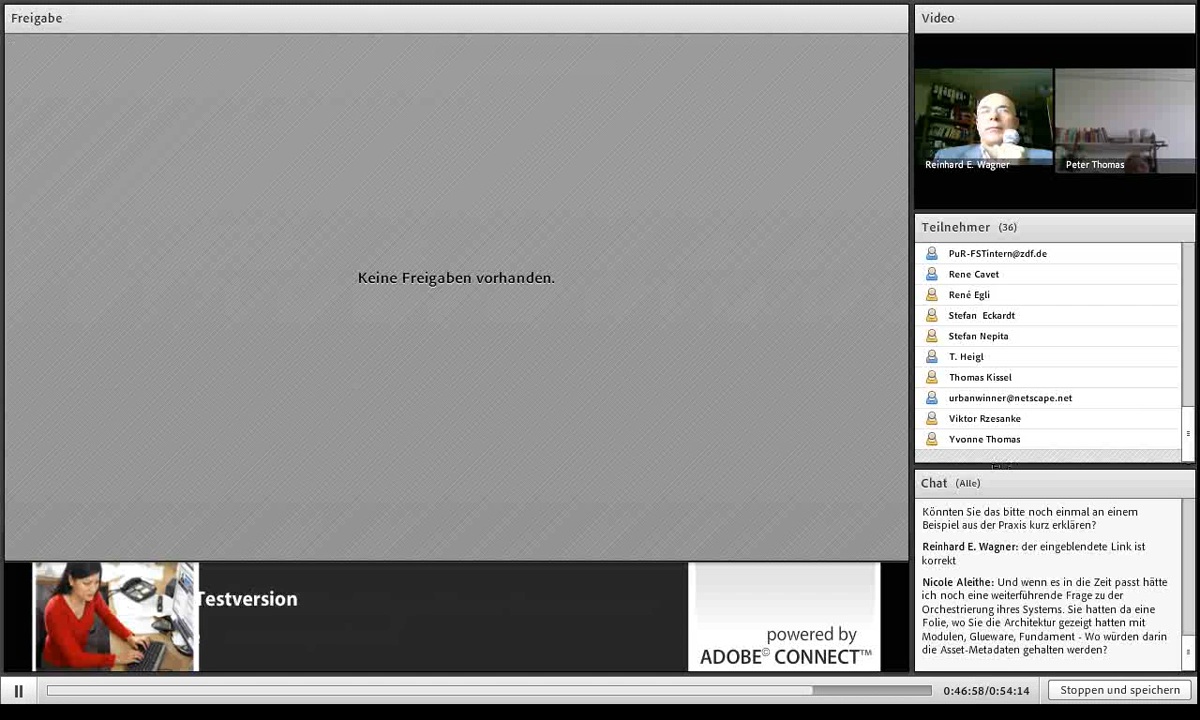 Freigabe
Keine Freigaben vorhanden.
Testversion
powered by
ADOBE© CONNECT™
Video
Reinhard E. Wagner
Peter Thomas
Teilnehmer (36)
PuR-FSTintern@zdf.de
Rene Cavet
René Egli
Stefan Eckardt
Stefan Nepita
T. Heigl
Thomas Kissel
urbanwinner@netscape.net
Viktor Rzesanke
Yvonne Thomas
Chat (Alle)
Könnten Sie das bitte noch einmal an einem
Beispiel aus der Praxis kurz erklären?
Reinhard E. Wagner: der eingeblendete Link ist
korrekt
Nicole Aleithe: Und wenn es in die Zeit passt hätte
ich noch eine weiterführende Frage zu der
Orchestrierung ihres Systems. Sie hatten da eine
Folie, wo Sie die Architektur gezeigt hatten mit
Modulen, Glueware, Fundament - Wo würden darin
die Asset-Metadaten gehalten werden?
0:46:58/0:54:14
Stoppen und speichern